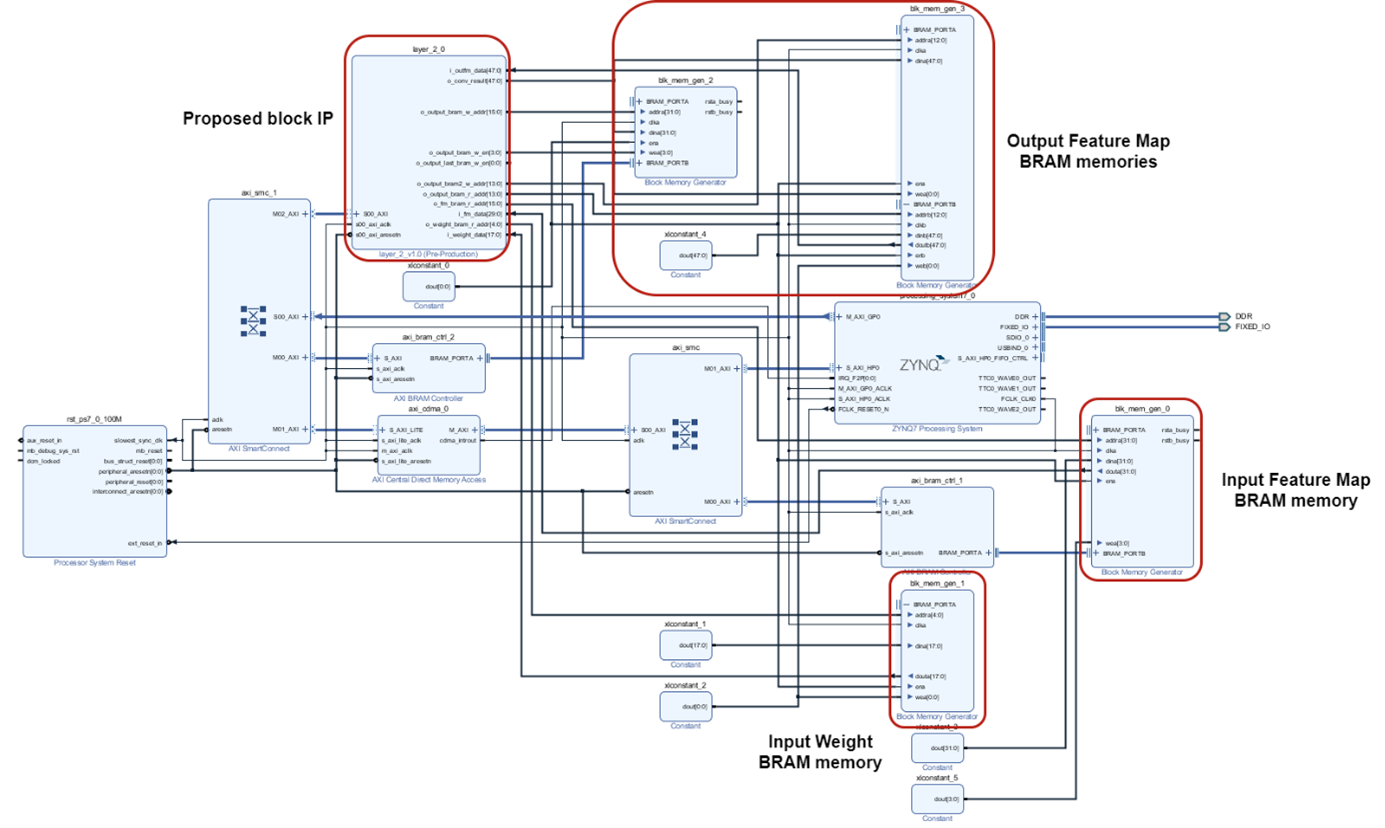 Proposed block IP
layer_2_0
i_outfm_data[47:0]
o_conv_result[47:0]
o_output_bram_w_addr[15:0]
o_output_bram_w_en[3:0]
o_output_last_bram_w_en[0:0]
o_output_bram2_w_addr[13:0]
o_output_bram_r_addr[13:0]
o_fm_bram_r_addr[15:0]
S00_AXI
i_fm_data[29:0]
s00_axi_aclk
o_weight_bram_r_addr[4:0]
s00_axi_aresetn
i_weight_data[17:0]
layer_2_v1.0 (Pre-Production)
blk_mem_gen_2
BRAM_PORTA
rsta_busy
addra[31:0]
rstb_busy
clka
dina[31:0]
ena
wea[3:0]
BRAM_PORTB
Block Memory Generator
blk_mem_gen_3
BRAM_PORTA
addra[12:0]
clka
dina[47:0]
ena
wea[0:0]
BRAM_PORTB
addrb[12:0]
clkb
dinb[47:0]
doutb[47:0]
enb
web[0:0]
Block Memory Generator
Output Feature Map
BRAM memories
xlconstant_4
dout[47:0]
Constant
xlconstant_0
dout[0:0]
Constant
axi_smc_1
M02_AXI
S00_AXI
M00_AXI
aclk
aresetn
M01_AXI
AXI SmartConnect
axi_bram_ctrl_2
S_AXI
BRAM_PORTA
s_axi_aclk
s_axi_aresetn
AXI BRAM Controller
axi_cdma_0
S_AXI_LITE
M_AXI
s_axi_lite_aclk
cdma_introut
m_axi_aclk
s_axi_lite_aresetn
AXI Central Direct Memory Access
rst_ps7_0_100M
aux_reset_in
slowest_sync_clk
mb_debug_sys_rst
mb_reset
dcm_locked
bus_struct_reset[0:0]
peripheral_aresetn[0:0]
peripheral_reset[0:0]
interconnect_aresetn[0:0]
ext_reset_in
Processor System Reset
axi_smc
M01_AXI
S00_AXI
aclk
aresetn
M00_AXI
AXI SmartConnect
processing_system7_0
M_AXI_GP0
DDR
FIXED_IO
SDIO_0
USBIND_0
S_AXI_HP0_FIFO_CTRL
ZYNQ
S_AXI_HP0
IRQ_F2P[0:0]
TTC0_WAVE0_OUT
M_AXI_GP0_ACLK
TTC0_WAVE1_OUT
S_AXI_HP0_ACLK
FCLK_CLK0
FCLK_RESET0_N
TTC0_WAVE2_OUT
ZYNQ7 Processing System
DDR
FIXED_IO
axi_bram_ctrl_1
S_AXI
s_axi_aclk
s_axi_aresetn
BRAM_PORTA
blk_mem_gen_0
BRAM_PORTA
rsta_busy
addra[31:0]
rstb_busy
clka
dina[31:0]
douta[31:0]
ena
wea[3:0]
BRAM_PORTB
Block Memory Generator
Input Feature Map
BRAM memory
blk_mem_gen_1
BRAM_PORTA
addra[4:0]
clka
dina[17:0]
douta[17:0]
ena
wea[0:0]
Block Memory Generator
xlconstant_1
dout[17:0]
Constant
xlconstant_2
dout[0:0]
Constant
Input Weight
BRAM memory
dout[31:0]
Constant
xlconstant_5
dout[3:0]
Constant